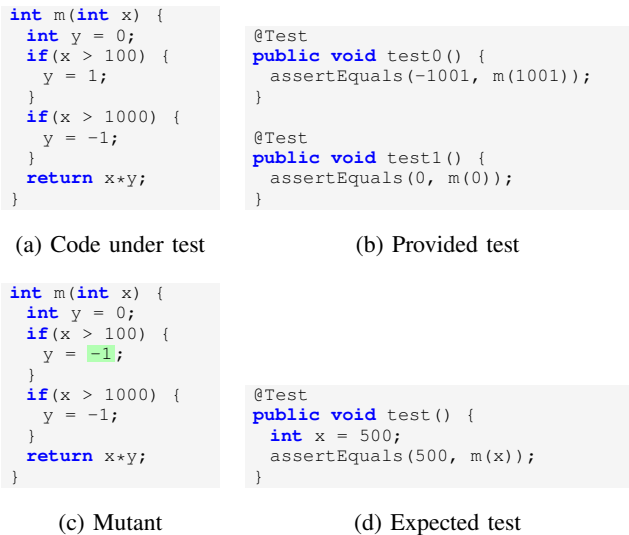 int m(int x) {
int y = 0;
if(x > 100) {
y = 1;
}
if(x > 1000) {
y = -1;
}
return x*y;
}
(a) Code under test
@Test
public void test0() {
assertEquals(-1001, m(1001));
}
@Test
public void test1() {
assertEquals(0, m(0));
}
(b) Provided test
int m(int x) {
int y = 0;
if(x > 100) {
y = -1;
}
if(x > 1000) {
y = -1;
}
return x*y;
}
(c) Mutant
@Test
public void test() {
int x = 500;
assertEquals(500, m(x));
}
(d) Expected test